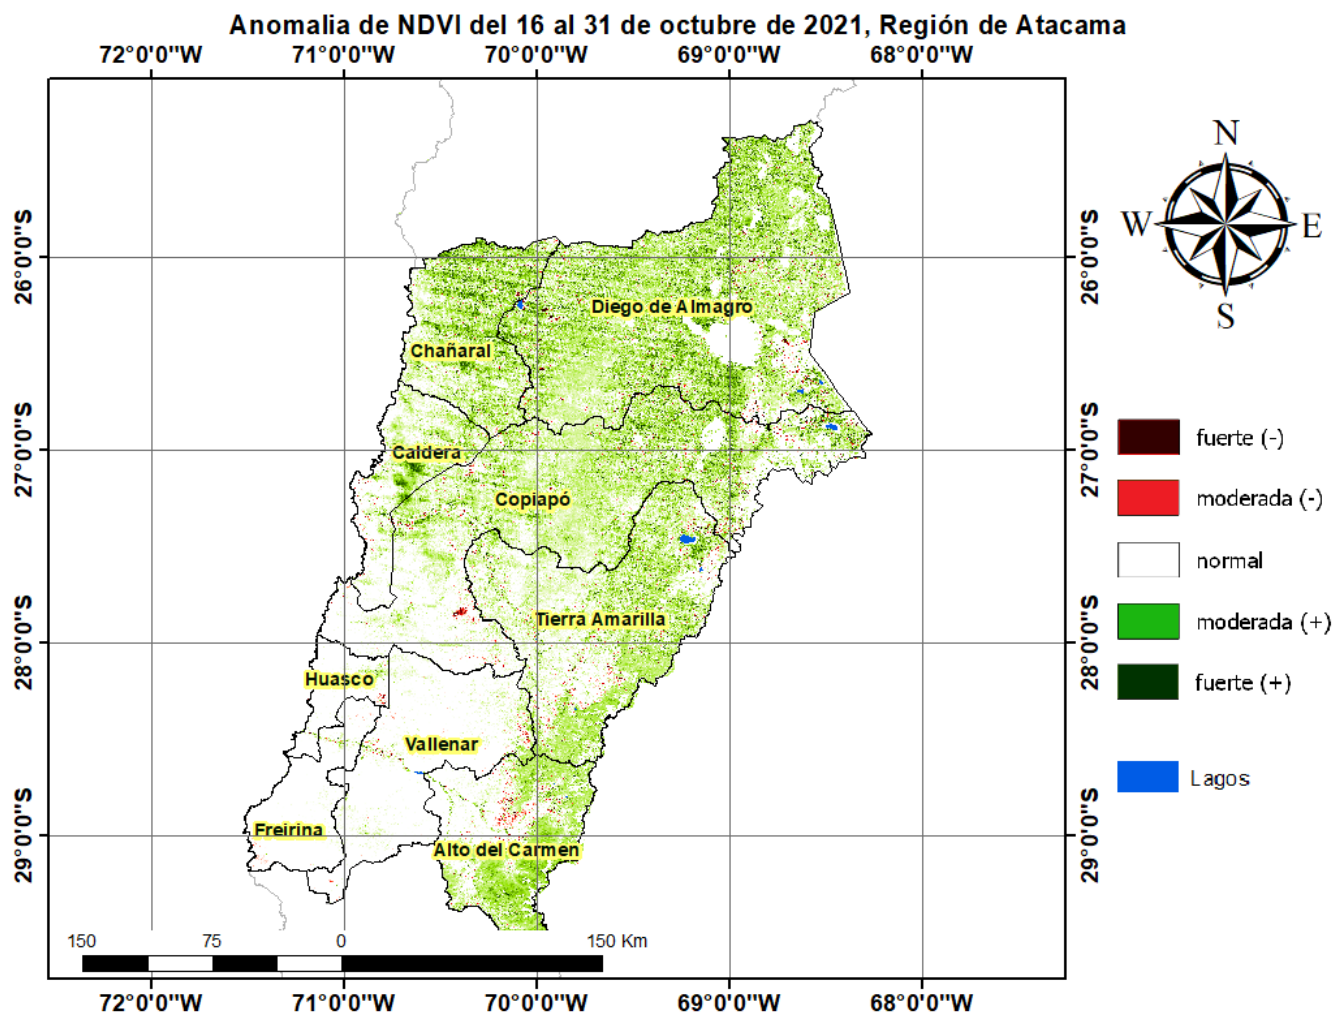 Anomalia de NDVI del 16 al 31 de octubre de 2021, Región de Atacama
72°0'0"W 71°0'0"W 70°0'0"W 69°0'0"W 68°0'0"W
N
W E
S
26°0'0"S 26°0'0"S
Diego de Almagro
Chañaral
27°0'0"S 27°0'0"S
Caldera
Copiapó
28°0'0"S 28°0'0"S
Tierra Amarilla
Huasco
Vallenar
29°0'0"S 29°0'0"S
Freirina
Alto del Carmen
fuerte (-)
moderada (-)
normal
moderada (+)
fuerte (+)
Lagos
150 75 0 150 Km
72°0'0"W 71°0'0"W 70°0'0"W 69°0'0"W 68°0'0"W